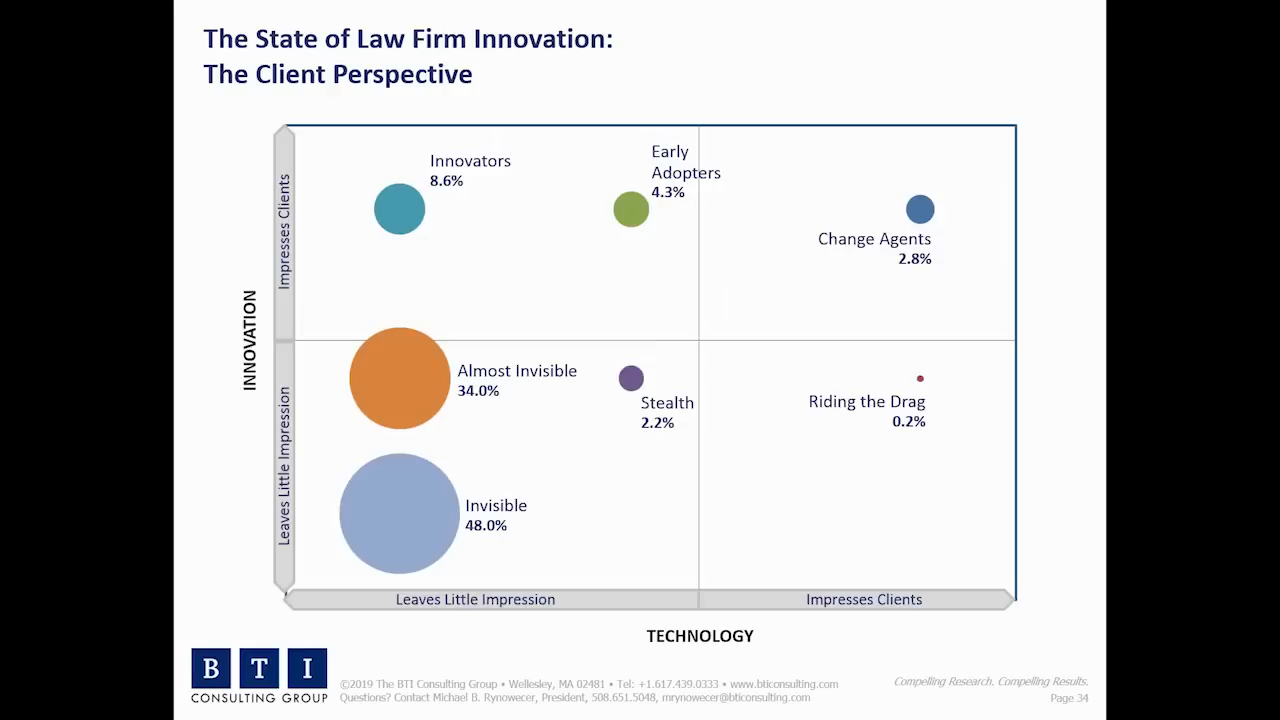 The State of Law Firm Innovation:
The Client Perspective
Innovators
8.6%
Early
Adopters
4.3%
Change Agents
2.8%
Almost Invisible
34.0%
Stealth
2.2%
Riding the Drag
0.2%
Invisible
48.0%
INNOVATION
Impresses Clients
Leaves Little Impression
Leaves Little Impression
Impresses Clients
TECHNOLOGY
B T I
CONSULTING GROUP
©2019 The BTI Consulting Group • Wellesley, MA 02481 • Tel: +1.617.439.0333 • www.bticonsulting.com
Questions? Contact Michael B. Rynowecer, President, 508.651.5048, mrynowecer@bticonsulting.com
Compelling Research. Compelling Results.
Page 34